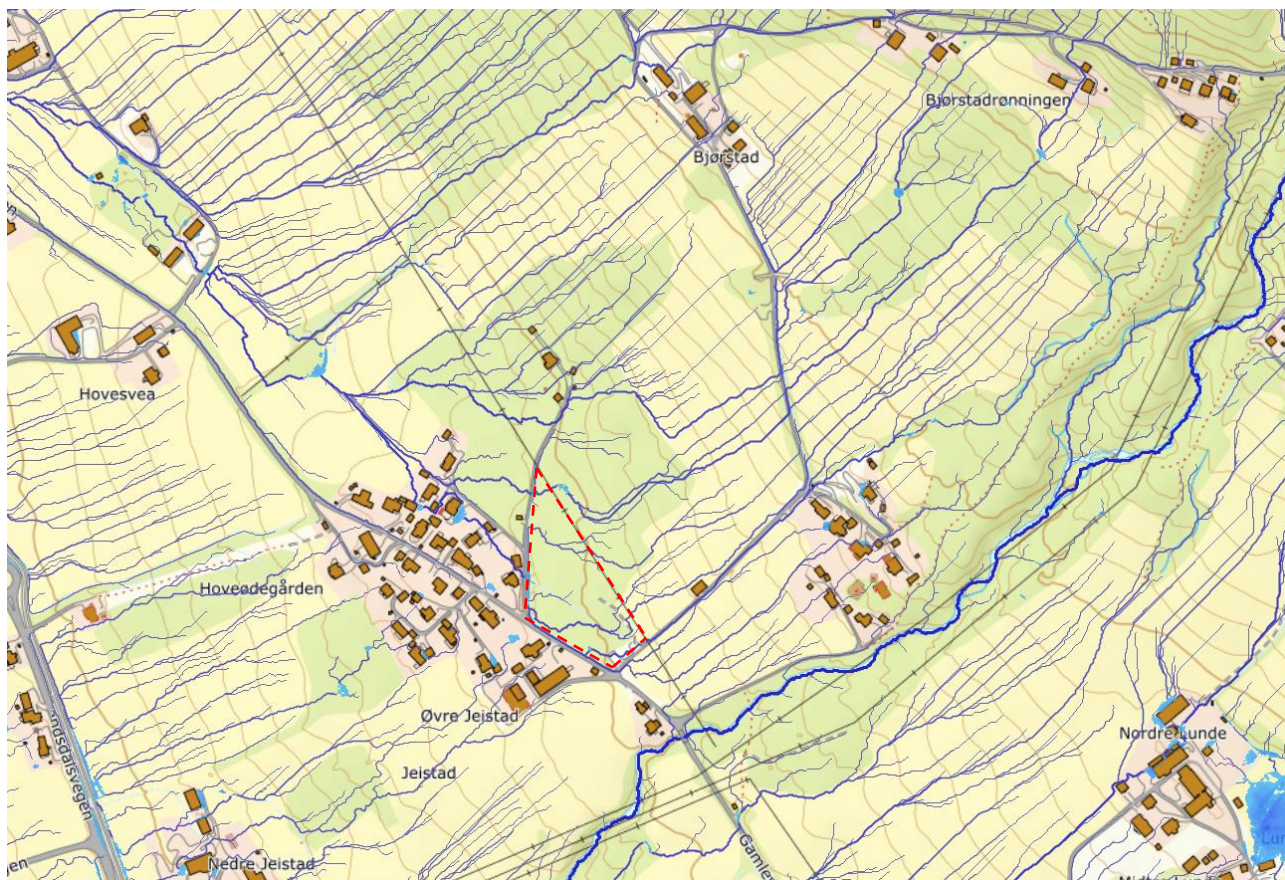 Bjørstadrønningen
Bjørstad
Hovesvea
Hoveødegården
Øvre Jeistad
Jeistad
Nordre Lunde
Nedre Jeistad